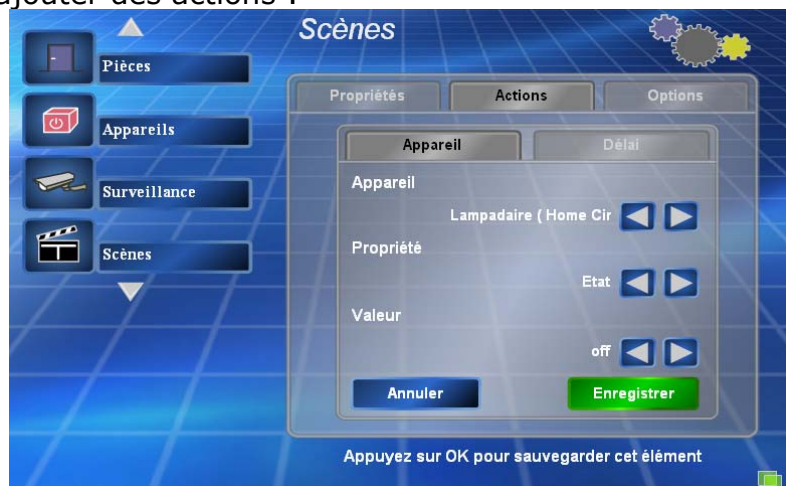 ajouter des actions :
Scènes
Pièces
Appareils
Surveillance
Scènes
Propriétés
Actions
Options
Appareil
Délai
Appareil
Lampadaire ( Home Cir
Propriété
Etat
Valeur
off
Annuler
Enregistrer
Appuyez sur OK pour sauvegarder cet élément